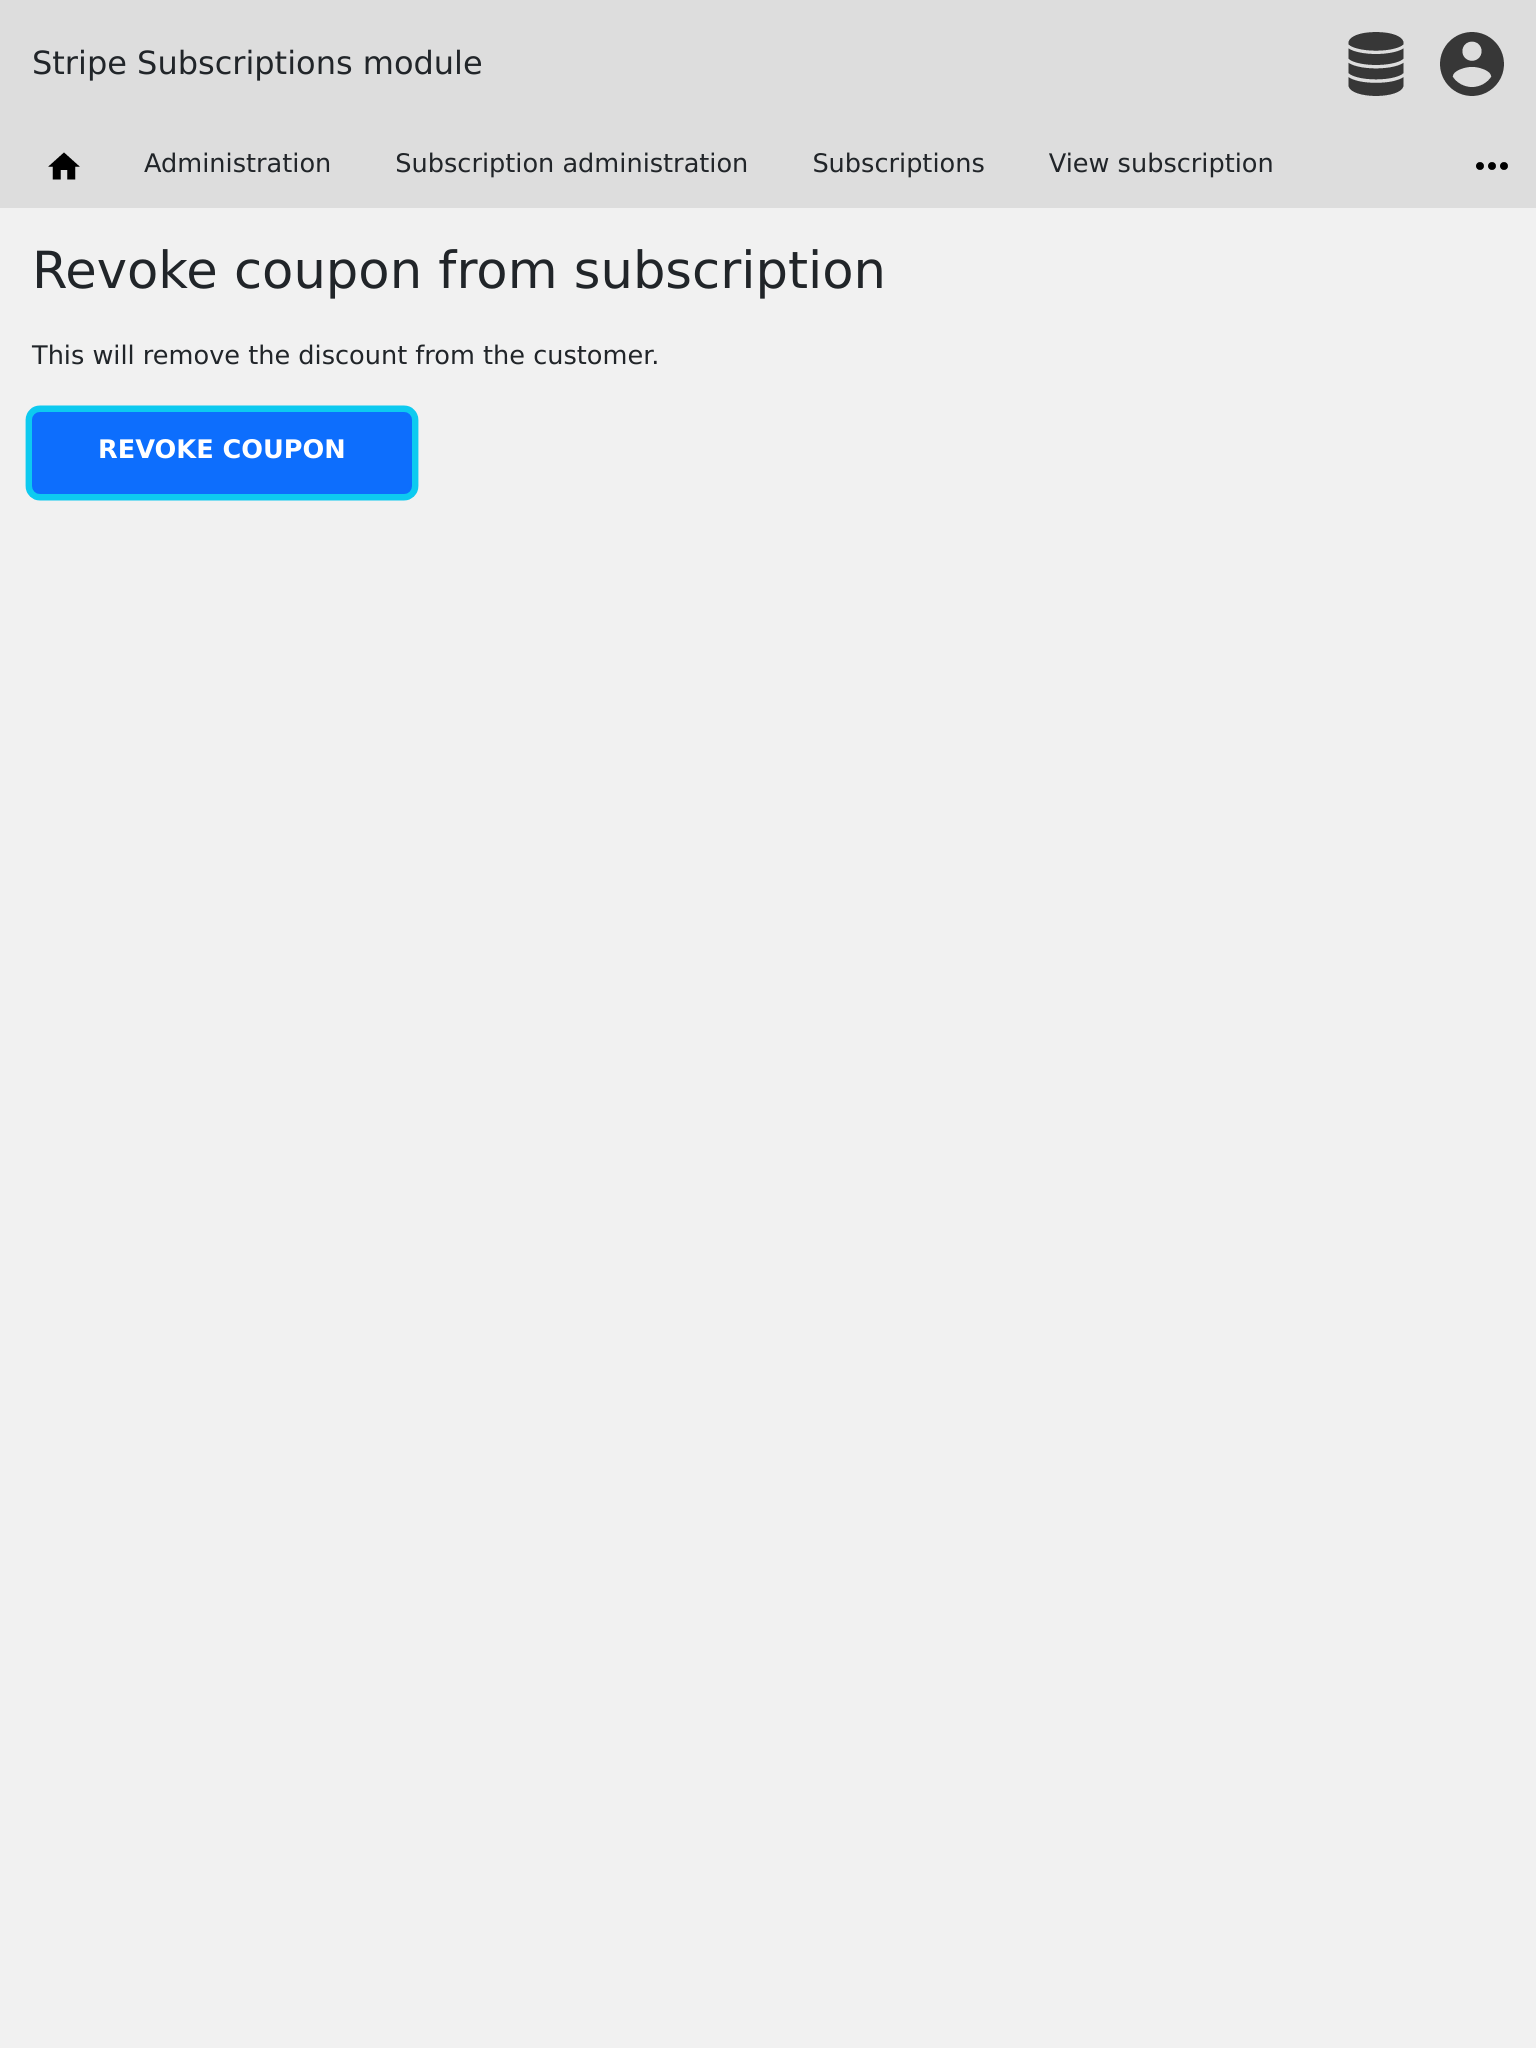 Stripe Subscriptions module
Administration Subscription administration Subscriptions View subscription
Revoke coupon from subscription
This will remove the discount from the customer.
REVOKE COUPON